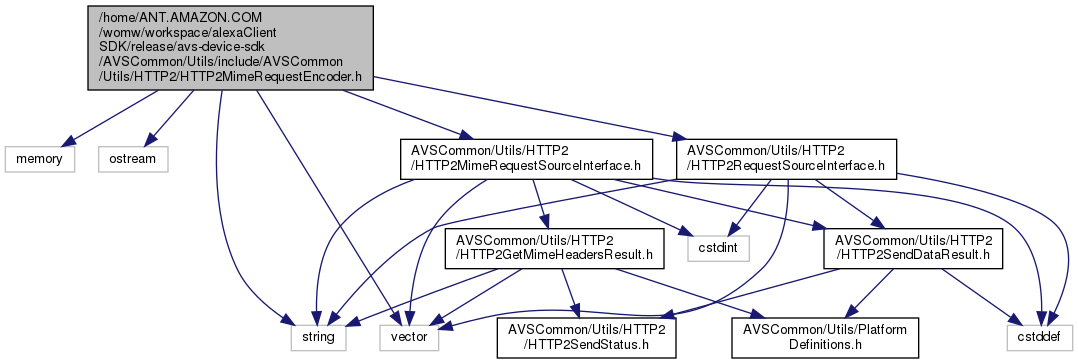 /home/ANT.AMAZON.COM
/womw/workspace/alexaClient
SDK/release/avs-device-sdk
/AVSCommon/Utils/include/AVSCommon
/Utils/HTTP2/HTTP2MimeRequestEncoder.h
memory
ostream
AVSCommon/Utils/HTTP2
/HTTP2MimeRequestSourceInterface.h
AVSCommon/Utils/HTTP2
/HTTP2RequestSourceInterface.h
AVSCommon/Utils/HTTP2
/HTTP2GetMimeHeadersResult.h
cstdint
AVSCommon/Utils/HTTP2
/HTTP2SendDataResult.h
string
vector
AVSCommon/Utils/HTTP2
/HTTP2SendStatus.h
AVSCommon/Utils/Platform
Definitions.h
cstddef